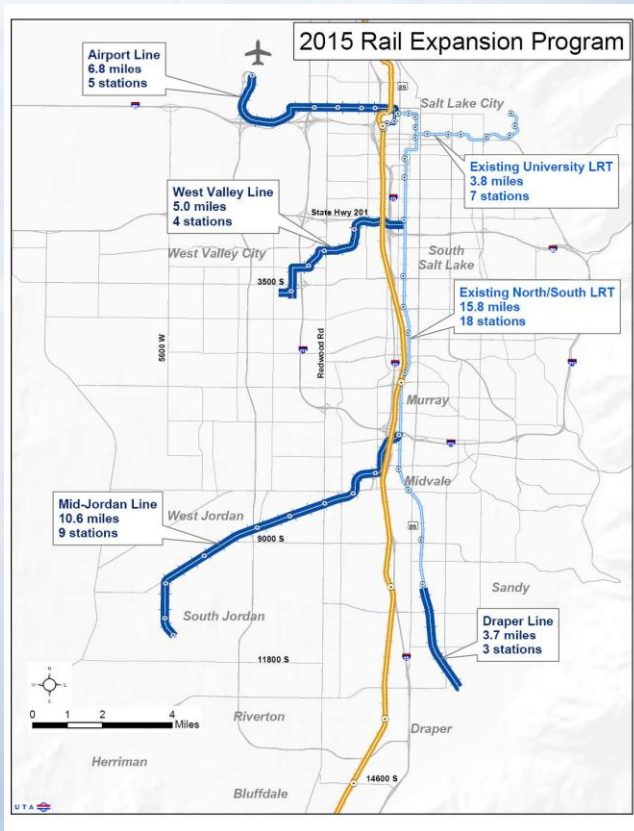 2015 Rail Expansion Program
Airport Line
6.8 miles
5 stations
89
Salt Lake City
Existing University LRT
3.8 miles
7 stations
West Valley Line
5.0 miles
4 stations
State Hwy 201
West Valley City
South
Salt Lake
3500 S
Existing North/South LRT
15.8 miles
18 stations
5600 W
Redwood Rd
Murray
Midvale
Mid-Jordan Line
10.6 miles
9 stations
West Jordan
89
9000 S
Sandy
South Jordan
Draper Line
3.7 miles
3 stations
11800 S
N
W
E
S
0 1 2 4
Miles
Riverton
Draper
Herriman
14600 S
Bluffdale
UTA